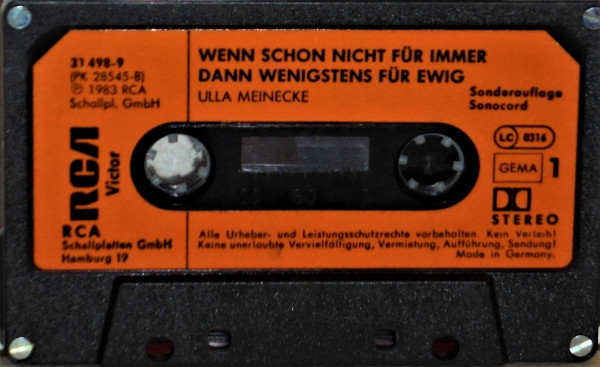 31 498-9
(PK 28545-B)
℗ 1983 RCA
Schallpl. GmbH
WENN SCHON NICHT FÜR IMMER
DANN WENIGSTENS FÜR EWIG
ULLA MEINECKE
Sonderauflage
Sonocord
LC 0316
GEMA 1
STEREO
RCA
Victor
RCA
Schallplatten GmbH
Hamburg 19
Alle Urheber- und Leistungsschutzrechte vorbehalten. Kein Verleih!
Keine unerlaubte Vervielfältigung, Vermietung, Aufführung, Sendung!
Made in Germany.